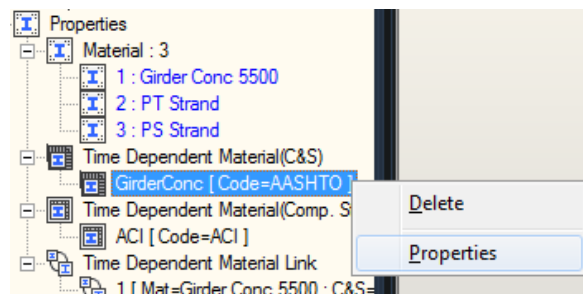 Properties
Material : 3
1 : Girder Conc 5500
2 : PT Strand
3 : PS Strand
Time Dependent Material(C&S)
GirderConc [ Code=AASHTO ]
Delete
Time Dependent Material(Comp. S
ACI [ Code=ACI ]
Properties
Time Dependent Material Link
1 [ Mat=Girder Conc 5500 : C&S=